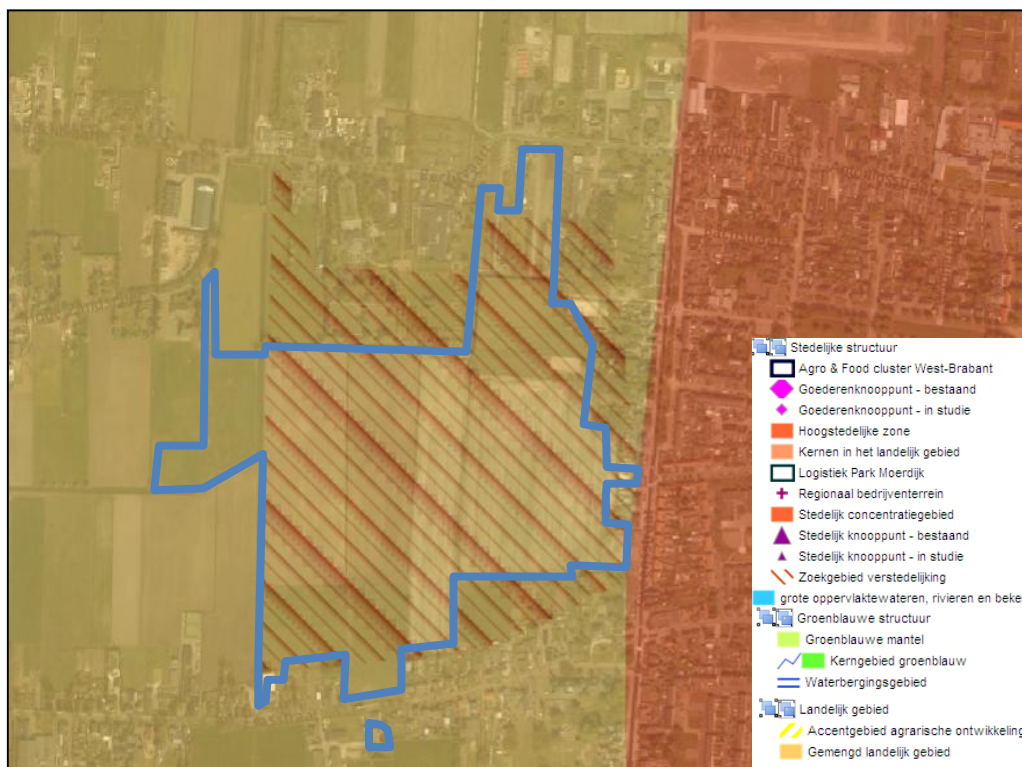 Stedelijke structuur
Agro & Food cluster West-Brabant
Goederenknooppunt - bestaand
Goederenknooppunt - in studie
Hoogstedelijke zone
Kernen in het landelijk gebied
Logistiek Park Moerdijk
Regionaal bedrijventerrein
Stedelijk concentratiegebied
Stedelijk knooppunt - bestaand
Stedelijk knooppunt - in studie
Zoekgebied verstedelijking
grote oppervlaktewateren, rivieren en beke
Groenblauwe structuur
Groenblauwe mantel
Kerngebied groenblauw
Waterbergingsgebied
Landelijk gebied
Accentgebied agrarische ontwikkeling
Gemengd landelijk gebied